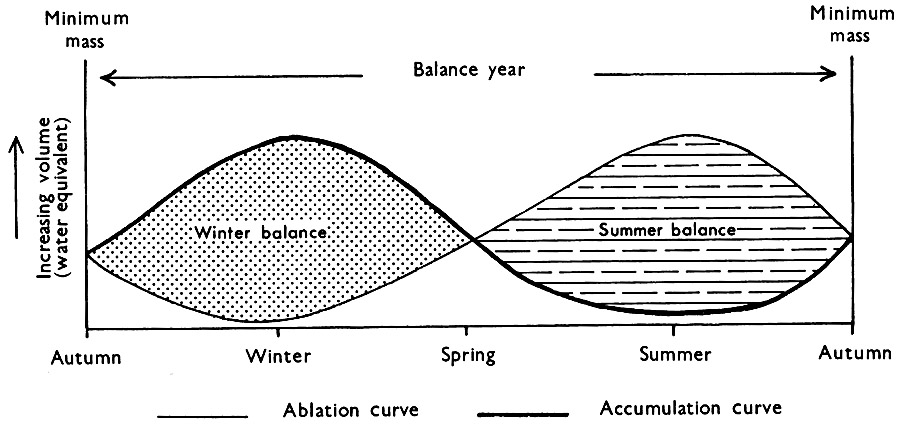 Minimum
mass
Minimum
mass
Balance year
Increasing volume
(water equivalent)
Winter balance
Summer balance
Autumn
Winter
Spring
Summer
Autumn
Ablation curve
Accumulation curve